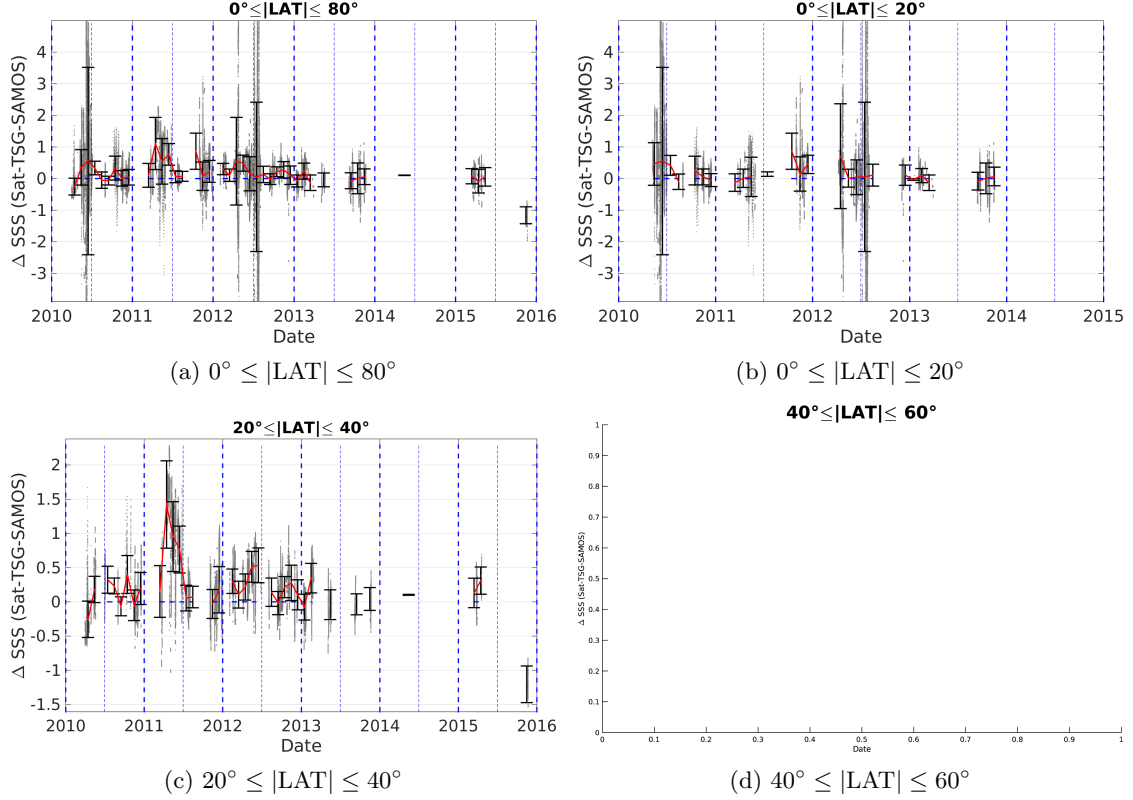 0°≤|LAT|≤ 80°
Δ SSS (Sat-TSG-SAMOS)
4
3
2
1
0
-1
-2
-3
2010 2011 2012 2013 2014 2015 2016
Date
(a) 0° ≤ |LAT| ≤ 80°
0°≤|LAT|≤ 20°
Δ SSS (Sat-TSG-SAMOS)
4
3
2
1
0
-1
-2
-3
2010 2011 2012 2013 2014 2015
Date
(b) 0° ≤ |LAT| ≤ 20°
20°≤|LAT|≤ 40°
Δ SSS (Sat-TSG-SAMOS)
2
1.5
1
0.5
0
-0.5
-1
-1.5
2010 2011 2012 2013 2014 2015 2016
Date
(c) 20° ≤ |LAT| ≤ 40°
40°≤|LAT|≤ 60°
Δ SSS (Sat-TSG-SAMOS)
1
0.9
0.8
0.7
0.6
0.5
0.4
0.3
0.2
0.1
0
0 0.1 0.2 0.3 0.4 0.5 0.6 0.7 0.8 0.9 1
Date
(d) 40° ≤ |LAT| ≤ 60°